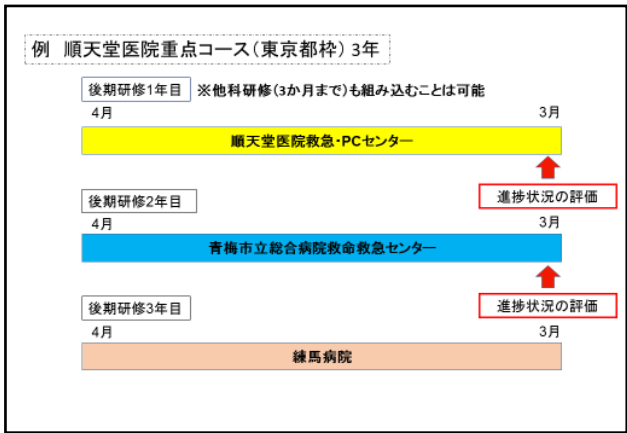 例 順天堂医院重点コース(東京都枠) 3年
後期研修1年目 ※他科研修(3か月まで)も組み込むことは可能
4月 3月
順天堂医院救急・PCセンター
進捗状況の評価
後期研修2年目
4月 3月
青梅市立総合病院救命救急センター
進捗状況の評価
後期研修3年目
4月 3月
練馬病院